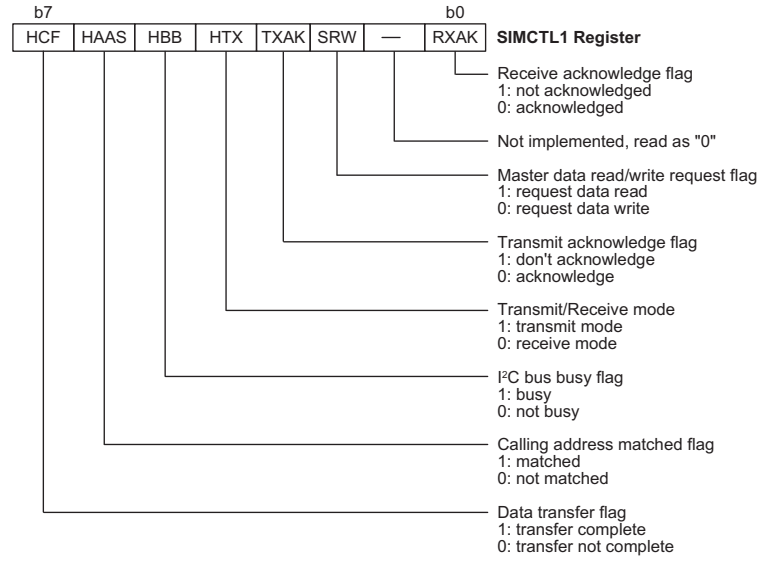 b7 b0
HCF HAAS HBB HTX TXAK SRW — RXAK SIMCTL1 Register
Receive acknowledge flag
1: not acknowledged
0: acknowledged
Not implemented, read as "0"
Master data read/write request flag
1: request data read
0: request data write
Transmit acknowledge flag
1: don't acknowledge
0: acknowledge
Transmit/Receive mode
1: transmit mode
0: receive mode
I²C bus busy flag
1: busy
0: not busy
Calling address matched flag
1: matched
0: not matched
Data transfer flag
1: transfer complete
0: transfer not complete